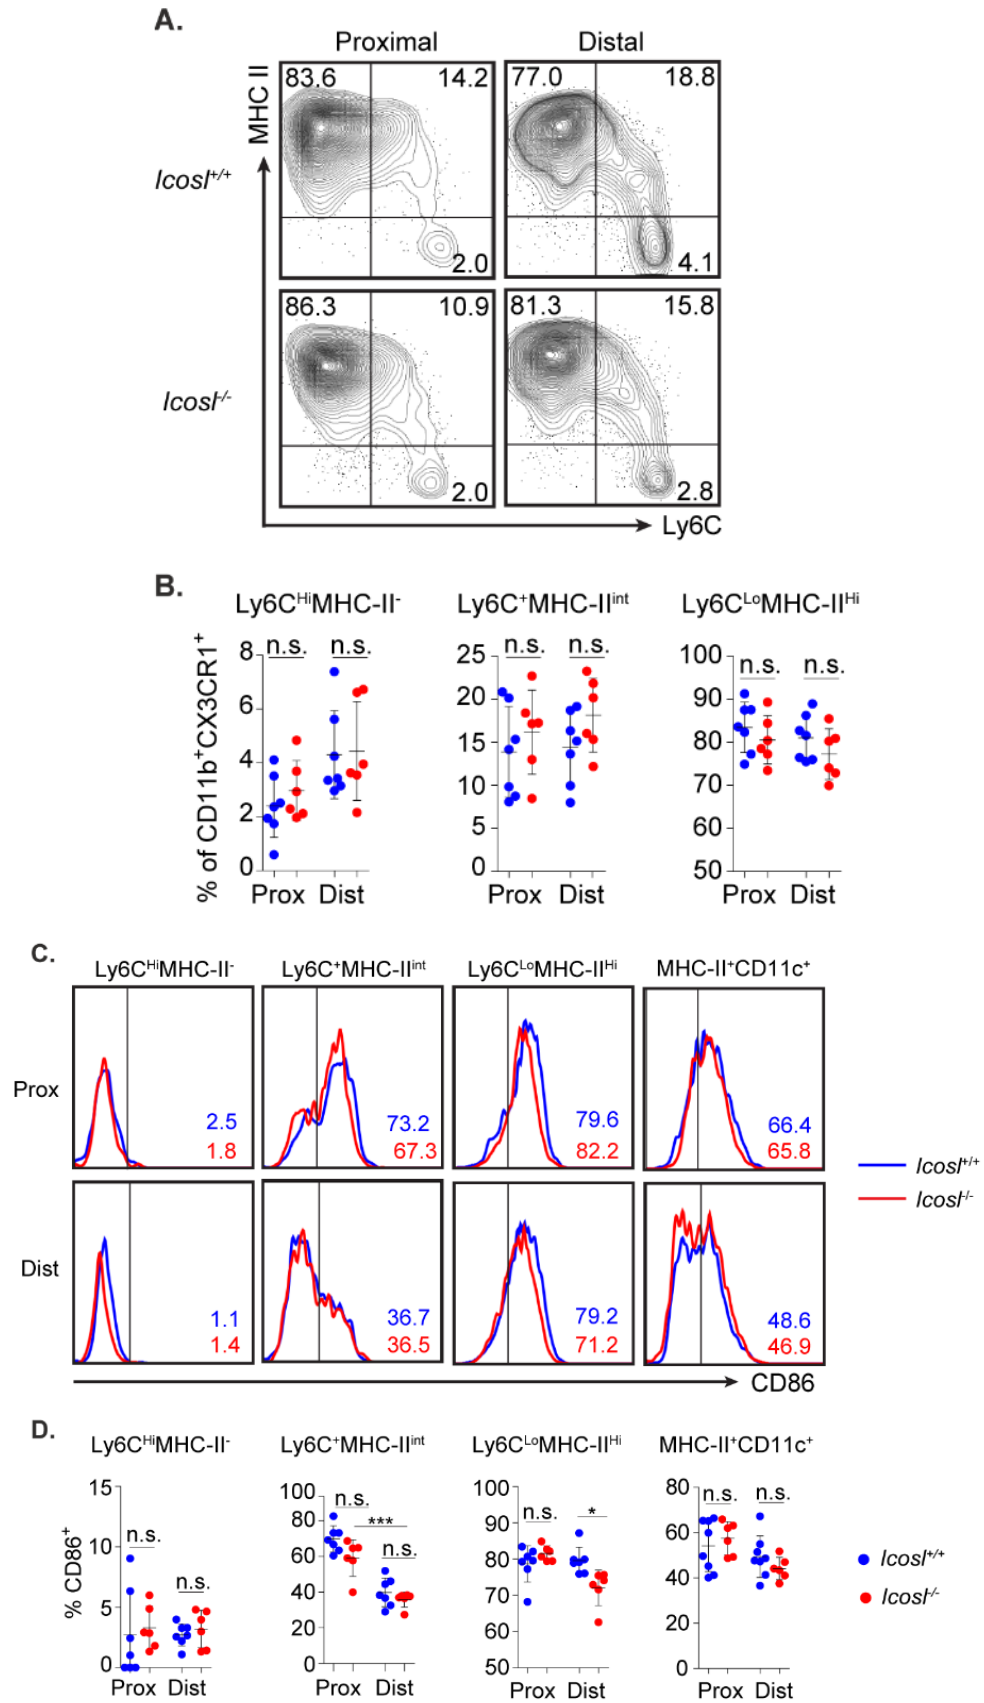 A.
Proximal Distal
MHC II
83.6 14.2 77.0 18.8
Icosl+/+
2.0 4.1
86.3 10.9 81.3 15.8
Icosl-/-
2.0 2.8
Ly6C
B.
Ly6CHiMHC-II- Ly6C+MHC-IIint Ly6CLoMHC-IIHi
% of CD11b+CX3CR1+
n.s. n.s. n.s. n.s. n.s. n.s.
8 25 100
6 20 90
4 15 80
2 10 70
0 5 60
0 50
Prox Dist Prox Dist Prox Dist
C.
Ly6CHiMHC-II- Ly6C+MHC-IIint Ly6CLoMHC-IIHi MHC-II+CD11c+
Prox
2.5 73.2 79.6 66.4
1.8 67.3 82.2 65.8
Icosl+/+
Icosl-/-
Dist
1.1 36.7 79.2 48.6
1.4 36.5 71.2 46.9
CD86
D.
Ly6CHiMHC-II- Ly6C+MHC-IIint Ly6CLoMHC-IIHi MHC-II+CD11c+
% CD86+
n.s. n.s. n.s. *** n.s. n.s. * n.s. n.s.
15 100 100 80
10 80 90 60
5 60 80 40
0 40 70 20
20 60 0
0 50
Icosl+/+
Icosl-/-
Prox Dist Prox Dist Prox Dist Prox Dist